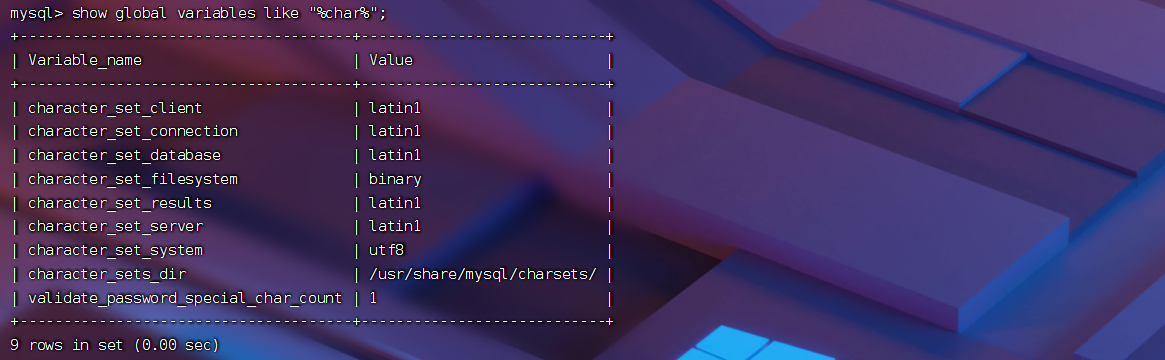 mysql> show global variables like "%char%";
+--------------------------------------+----------------------------+
| Variable_name                        | Value                      |
+--------------------------------------+----------------------------+
| character_set_client                 | latin1                     |
| character_set_connection             | latin1                     |
| character_set_database               | latin1                     |
| character_set_filesystem             | binary                     |
| character_set_results                | latin1                     |
| character_set_server                 | latin1                     |
| character_set_system                 | utf8                       |
| character_sets_dir                   | /usr/share/mysql/charsets/ |
| validate_password_special_char_count | 1                          |
+--------------------------------------+----------------------------+
9 rows in set (0.00 sec)